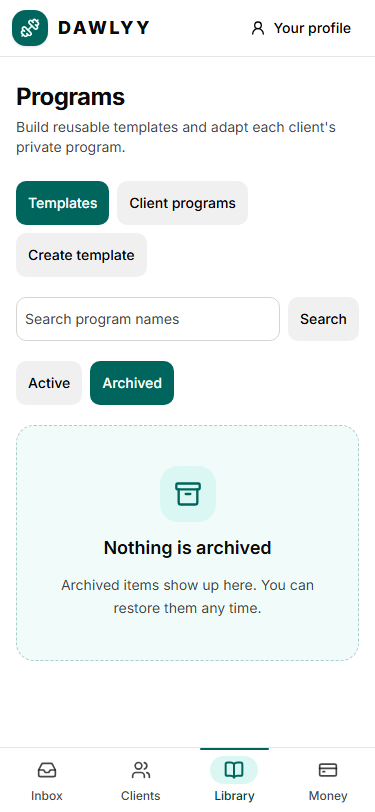 DAWLYY
Your profile
Programs
Build reusable templates and adapt each client's
private program.
Templates
Client programs
Create template
Search program names
Search
Active
Archived
Nothing is archived
Archived items show up here. You can
restore them any time.
Inbox
Clients
Library
Money